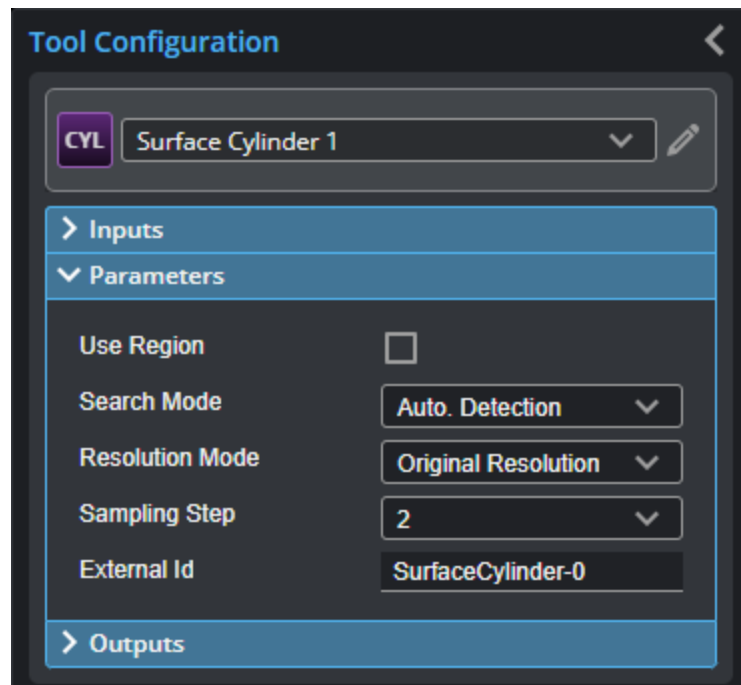 Tool Configuration
CYL Surface Cylinder 1
Inputs
Parameters
Use Region
Search Mode Auto. Detection
Resolution Mode Original Resolution
Sampling Step 2
External Id SurfaceCylinder-0
Outputs